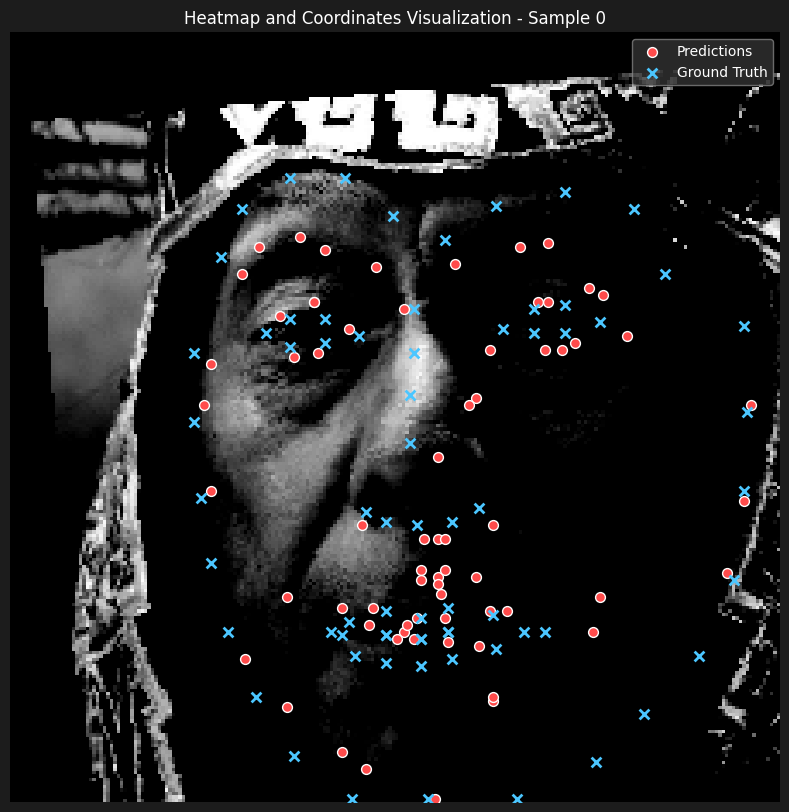 Heatmap and Coordinates Visualization - Sample 0
Predictions
Ground Truth